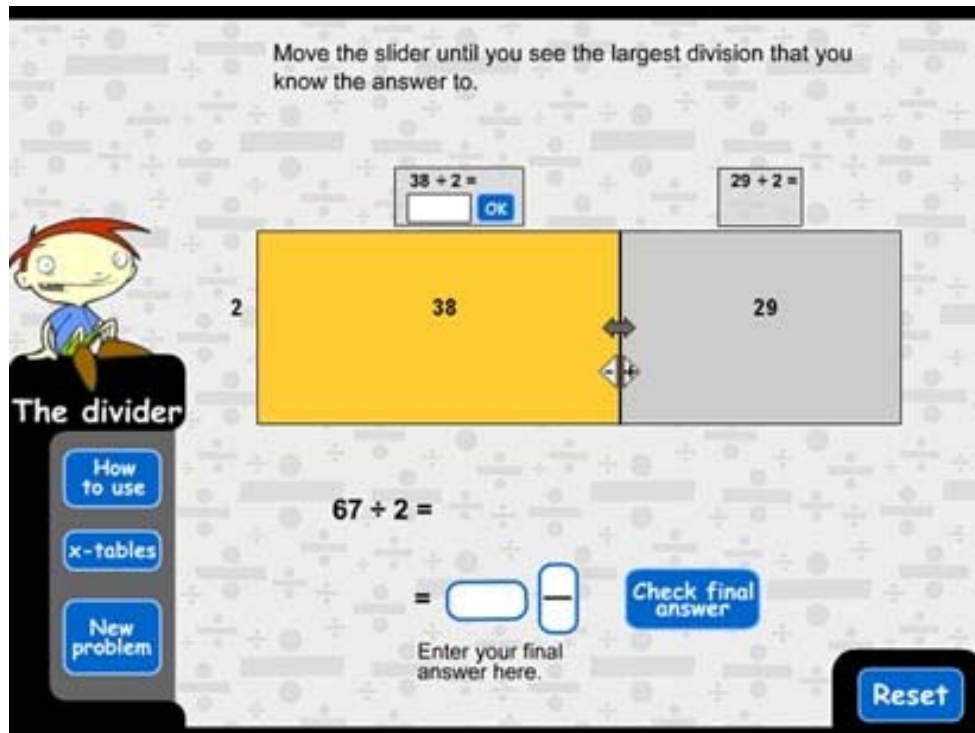 Move the slider until you see the largest division that you
know the answer to.
38 ÷ 2 =
OK
29 ÷ 2 =
2
38
29
- +
The divider
How
to use
x-tables
New
problem
67 ÷ 2 =
=
Check final
answer
Enter your final
answer here.
Reset